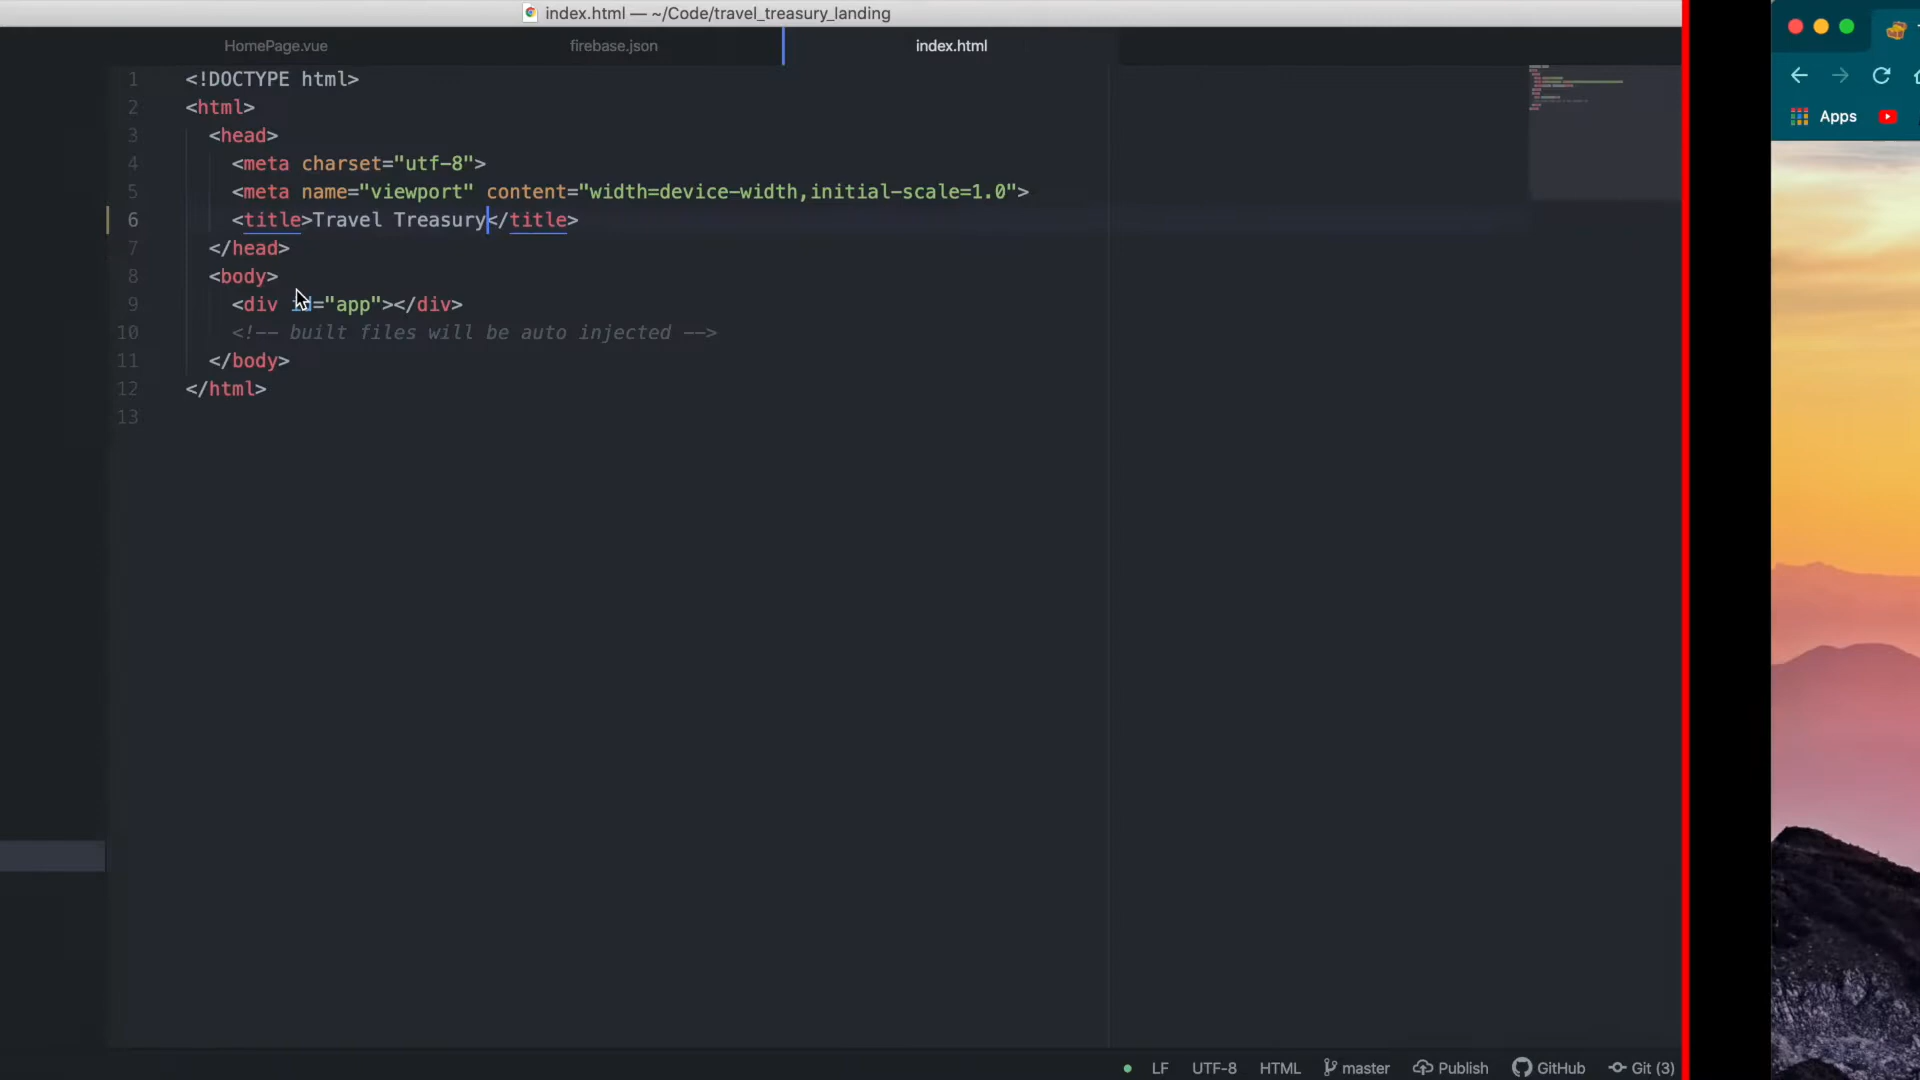 index.html — ~/Code/travel_treasury_landing
HomePage.vue
firebase.json
index.html
1 <!DOCTYPE html>
2 <html>
3 <head>
4 <meta charset="utf-8">
5 <meta name="viewport" content="width=device-width,initial-scale=1.0">
6 <title>Travel Treasury</title>
7 </head>
8 <body>
9 <div id="app"></div>
10 <!-- built files will be auto injected -->
11 </body>
12 </html>
13
LF UTF-8 HTML master Publish GitHub Git (3)
Apps